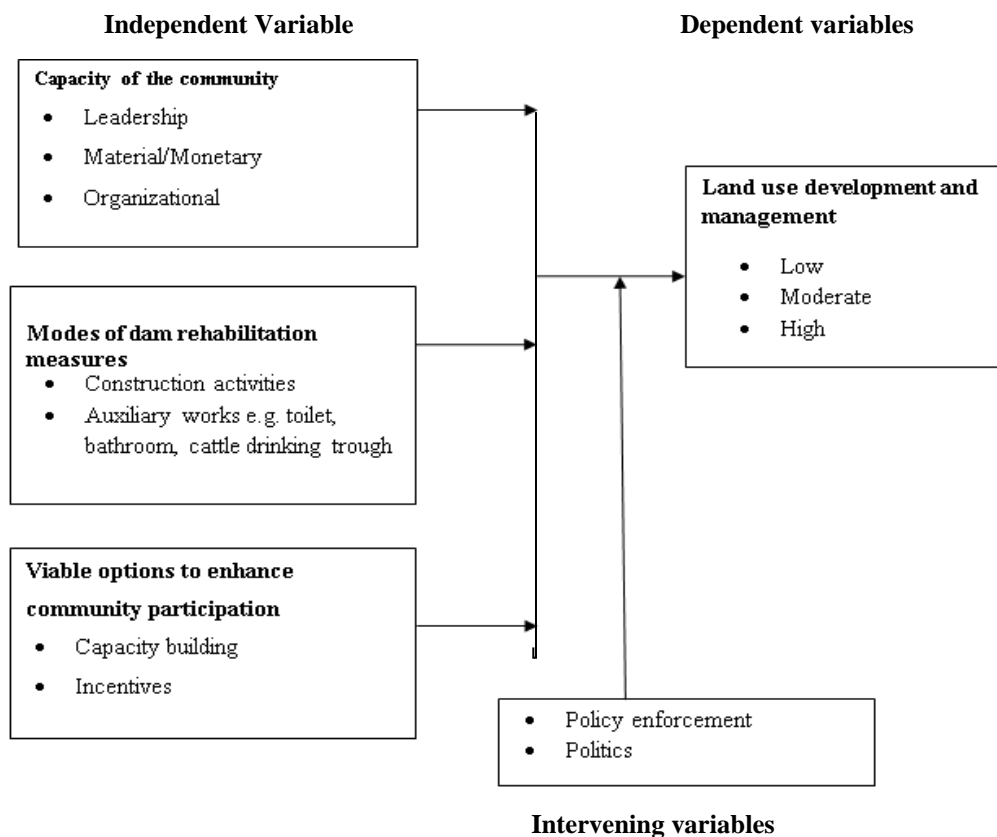 Independent Variable
Dependent variables
Capacity of the community
• Leadership
• Material/Monetary
• Organizational
Modes of dam rehabilitation
measures
• Construction activities
• Auxiliary works e.g. toilet,
bathroom, cattle drinking trough
Viable options to enhance
community participation
• Capacity building
• Incentives
Land use development and
management
• Low
• Moderate
• High
• Policy enforcement
• Politics
Intervening variables